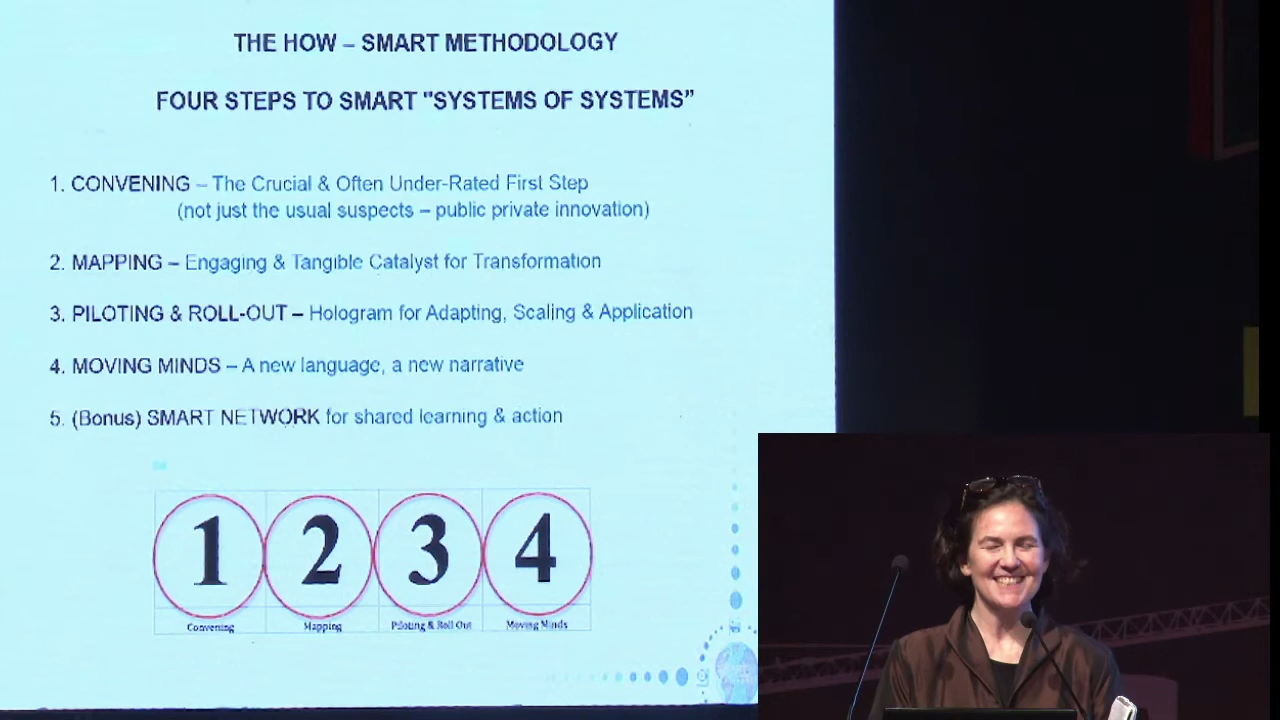 THE HOW – SMART METHODOLOGY
FOUR STEPS TO SMART "SYSTEMS OF SYSTEMS”
1. CONVENING – The Crucial & Often Under-Rated First Step
(not just the usual suspects – public private innovation)
2. MAPPING – Engaging & Tangible Catalyst for Transformation
3. PILOTING & ROLL-OUT – Hologram for Adapting, Scaling & Application
4. MOVING MINDS – A new language, a new narrative
5. (Bonus) SMART NETWORK for shared learning & action
1 2 3 4
Convening Mapping Piloting & Roll Out Moving Minds